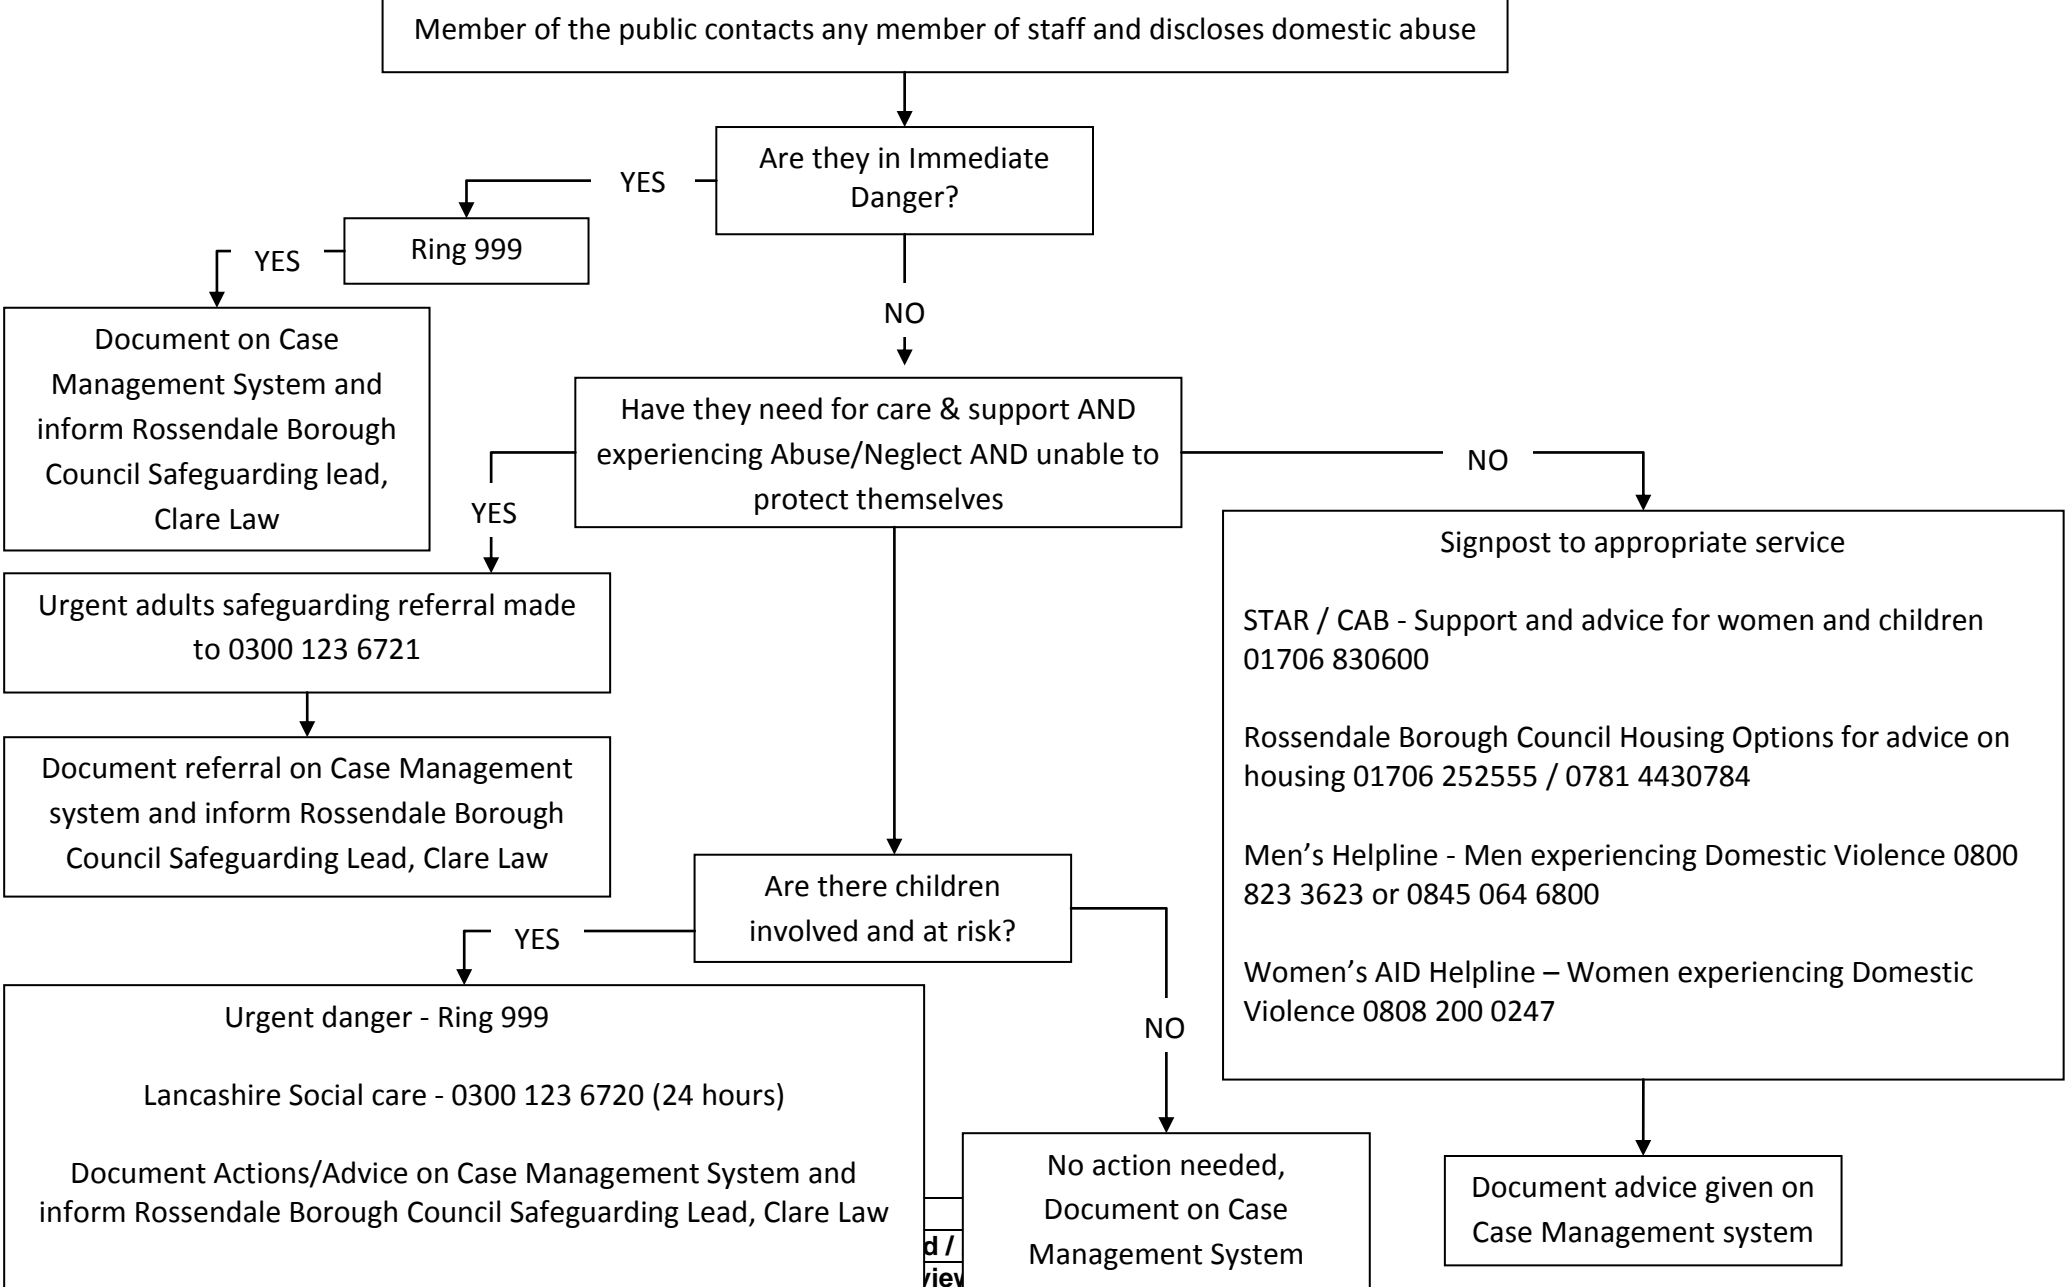 Member of the public contacts any member of staff and discloses domestic abuse
Are they in Immediate
Danger?
YES
Ring 999
YES
NO
Document on Case
Management System and
inform Rossendale Borough
Council Safeguarding lead,
Clare Law
Have they need for care & support AND
experiencing Abuse/Neglect AND unable to
protect themselves
NO
YES
Signpost to appropriate service
STAR / CAB - Support and advice for women and children
01706 830600
Rossendale Borough Council Housing Options for advice on
housing 01706 252555 / 0781 4430784
Men's Helpline - Men experiencing Domestic Violence 0800
823 3623 or 0845 064 6800
Women's AID Helpline – Women experiencing Domestic
Violence 0808 200 0247
Urgent adults safeguarding referral made
to 0300 123 6721
Document referral on Case Management
system and inform Rossendale Borough
Council Safeguarding Lead, Clare Law
Are there children
involved and at risk?
YES
NO
Urgent danger - Ring 999
Lancashire Social care - 0300 123 6720 (24 hours)
Document Actions/Advice on Case Management System and
inform Rossendale Borough Council Safeguarding Lead, Clare Law
No action needed,
Document on Case
Management System
Document advice given on
Case Management system
d /